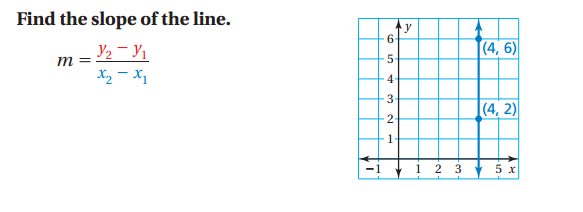 Find the slope of the line.
m = y₂ − y₁ / x₂ − x₁
y
6
(4, 6)
5
4
3
(4, 2)
2
1
−1 1 2 3 5 x